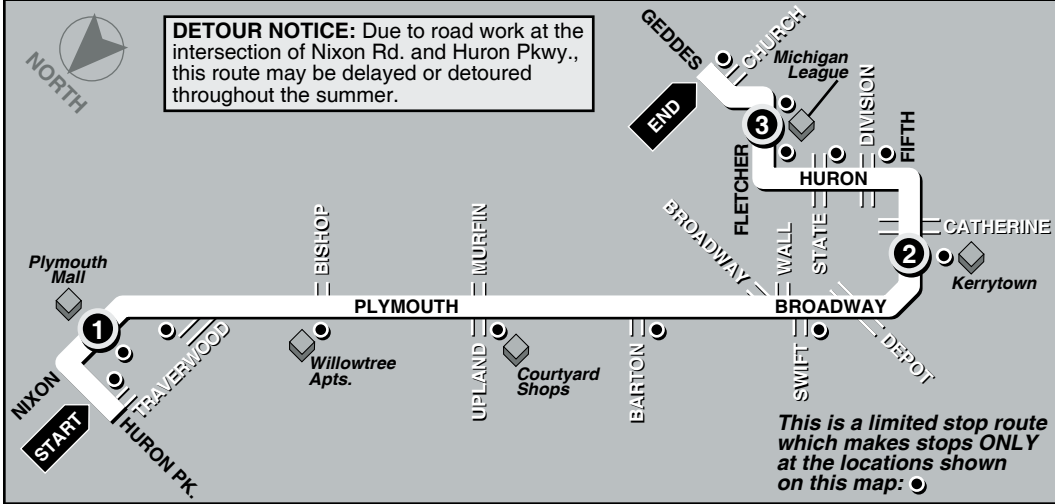 NORTH
DETOUR NOTICE: Due to road work at the
intersection of Nixon Rd. and Huron Pkwy.,
this route may be delayed or detoured
throughout the summer.
GEDDES
CHURCH
Michigan
League
END
3
FLETCHER
DIVISION
FIFTH
HURON
STATE
WALL
BROADWAY
CATHERINE
2
Kerrytown
Plymouth
Mall
1
BISHOP
MURFIN
PLYMOUTH
BROADWAY
TRAVERWOOD
Willowtree
Apts.
UPLAND
Courtyard
Shops
BARTON
SWIFT
DEPOT
NIXON
START
HURON PK.
This is a limited stop route
which makes stops ONLY
at the locations shown
on this map: